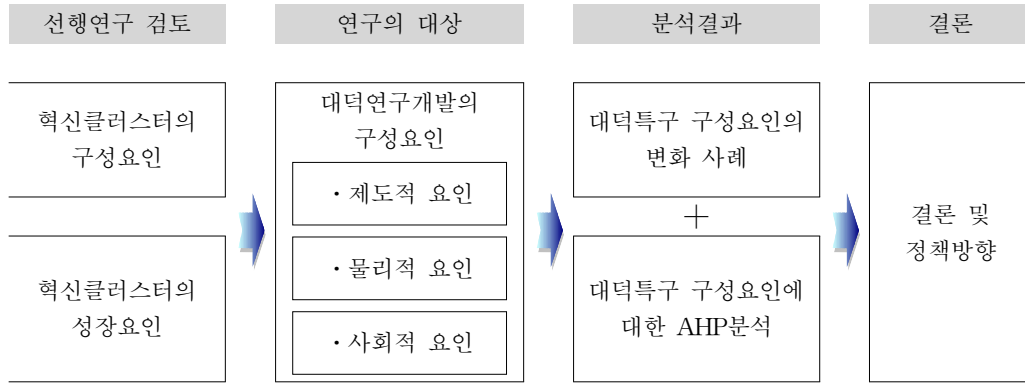 선행연구 검토
연구의 대상
분석결과
결론
혁신클러스터의
구성요인
혁신클러스터의
성장요인
대덕연구개발의
구성요인
· 제도적 요인
· 물리적 요인
· 사회적 요인
대덕특구 구성요인의
변화 사례
+
대덕특구 구성요인에
대한 AHP분석
결론 및
정책방향